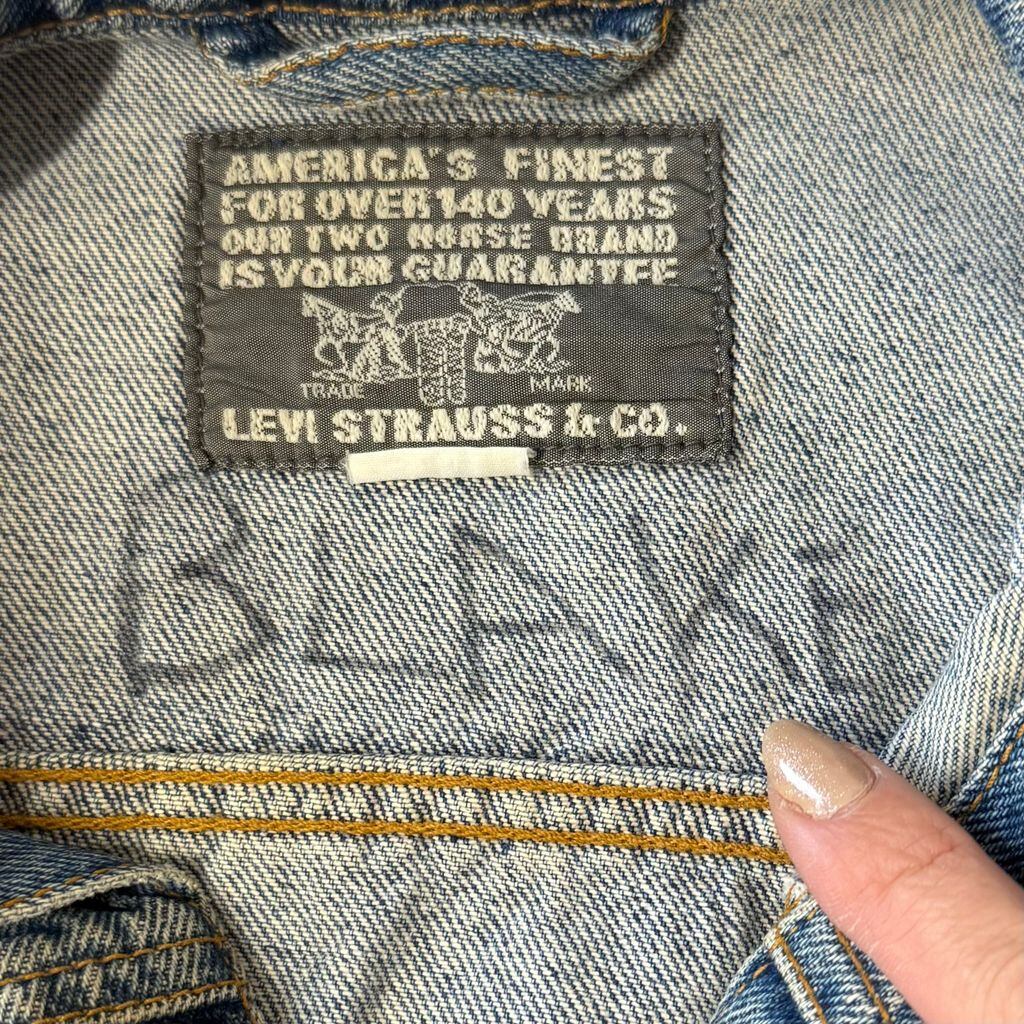 AMERICA'S FINEST
FOR OVER 140 YEARS
OUR TWO HORSE BRAND
IS YOUR GUARANTEE
TRADE MARK
LEVI STRAUSS & CO.
BLAKE